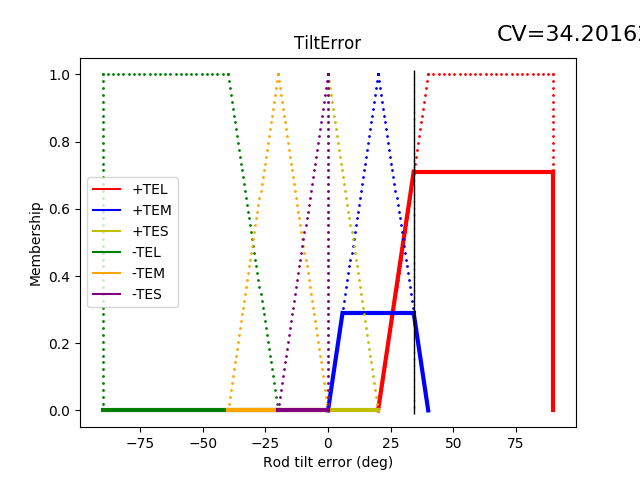 CV=34.2016
TiltError
1.0
0.8
0.6
0.4
0.2
0.0
Membership
+TEL
+TEM
+TES
-TEL
-TEM
-TES
−75
−50
−25
0
25
50
75
Rod tilt error (deg)